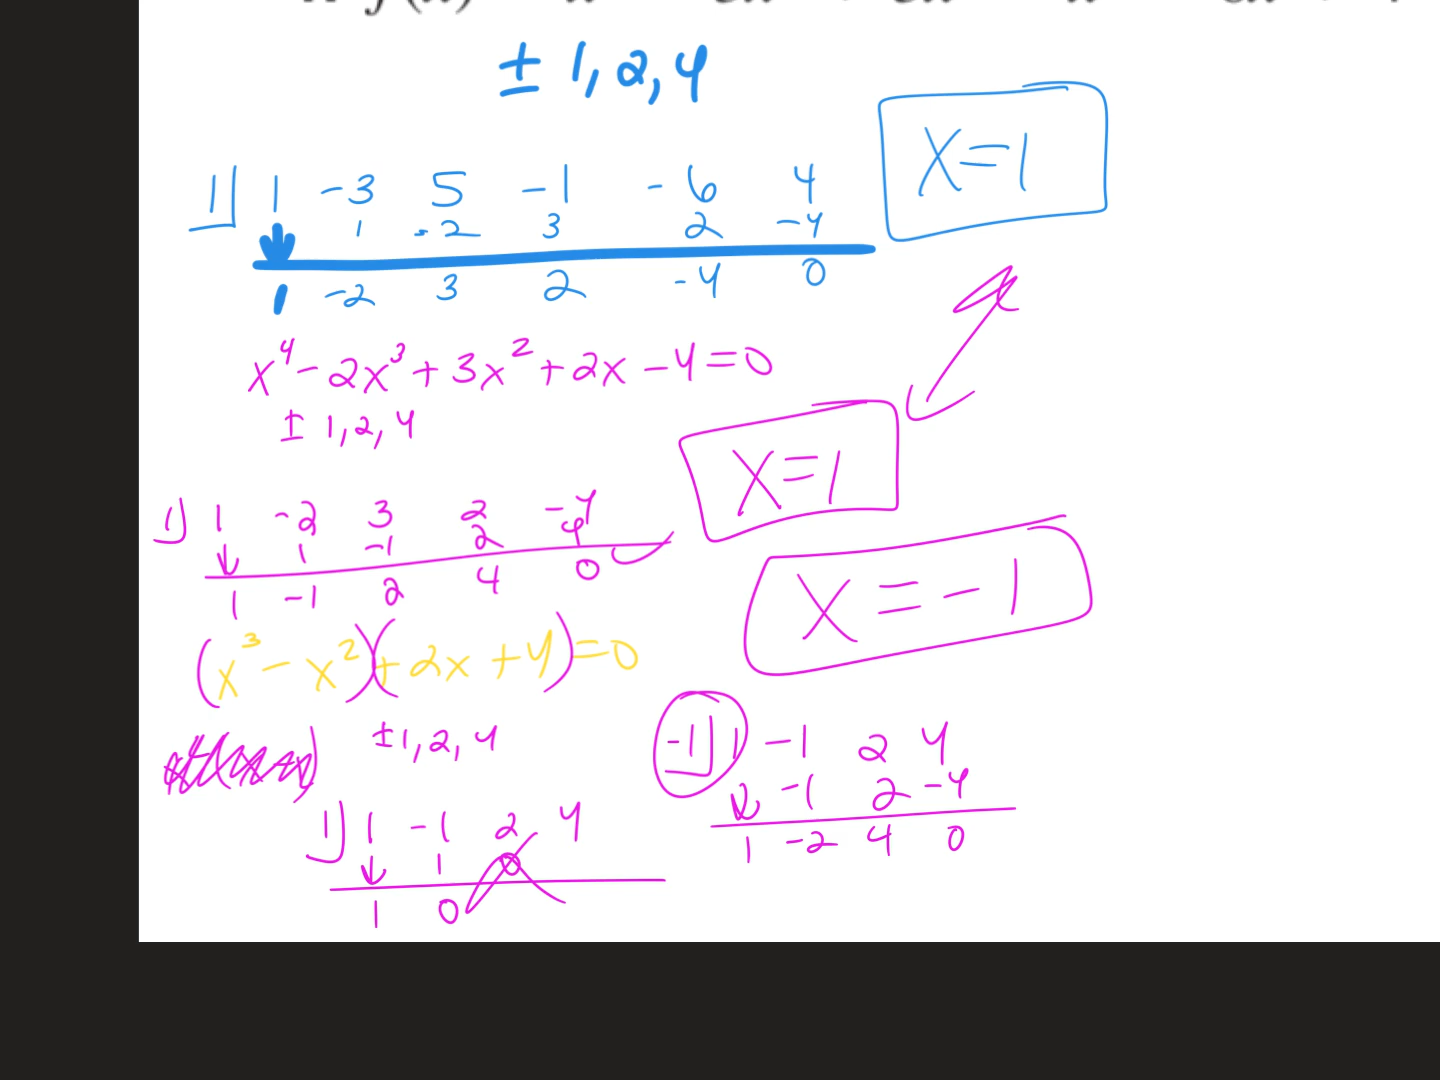 ± 1, 2, 4
1 1 -3 5 -1 -6 4
1 -2 3 2 -4
1 -2 3 2 -4 0
x=1
x⁴ - 2x³ + 3x² + 2x - 4 = 0
± 1, 2, 4
x=1
1) 1 -2 3 2 -4
1 -1 2 4
1 -1 2 4 0
x = -1
(x³ - x²)(+ 2x + 4) = 0
± 1, 2, 4
1) 1 -1 2 4
1 0
1 0
-1 1 -1 2 4
-1 2 -4
1 -2 4 0